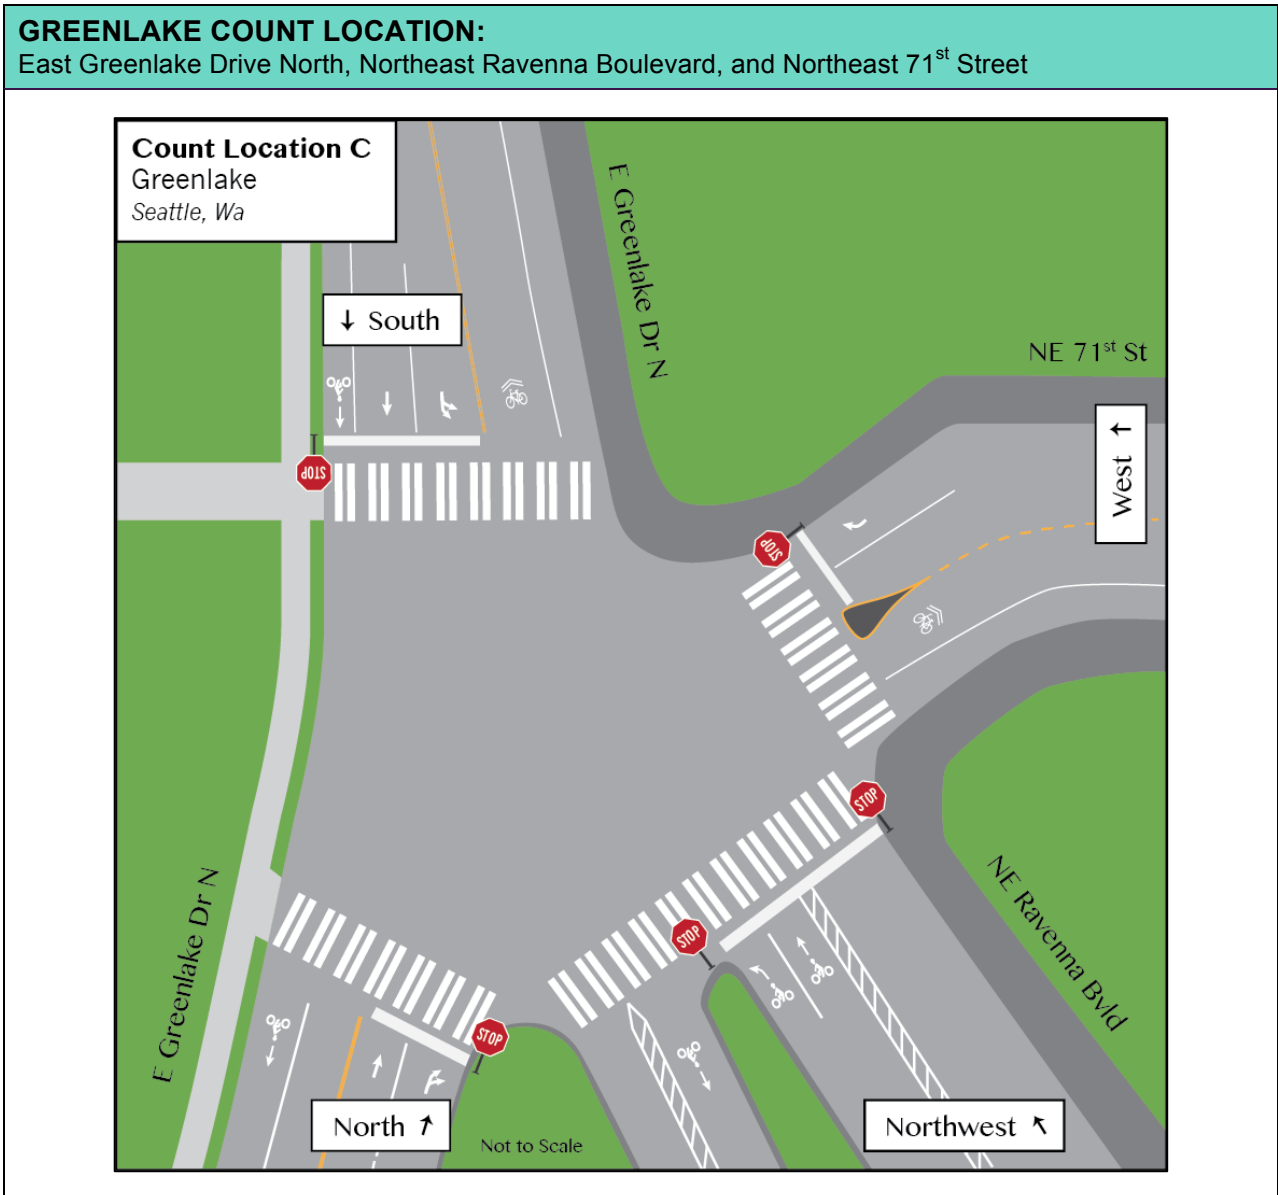 GREENLAKE COUNT LOCATION:
East Greenlake Drive North, Northeast Ravenna Boulevard, and Northeast 71st Street
Count Location C
Greenlake
Seattle, Wa
E Greenlake Dr N
↓ South
NE 71st St
West ↑
STOP
STOP
STOP
STOP
STOP
E Greenlake Dr N
NE Ravenna Bvld
North ↑
Not to Scale
Northwest ↖